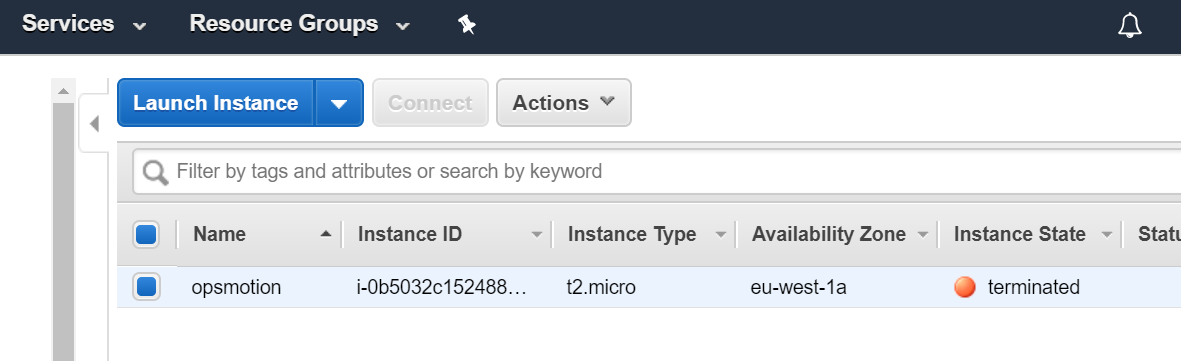 Services Resource Groups
Launch Instance Connect Actions
Filter by tags and attributes or search by keyword
Name Instance ID Instance Type Availability Zone Instance State Statu
opsmotion i-0b5032c152488... t2.micro eu-west-1a terminated